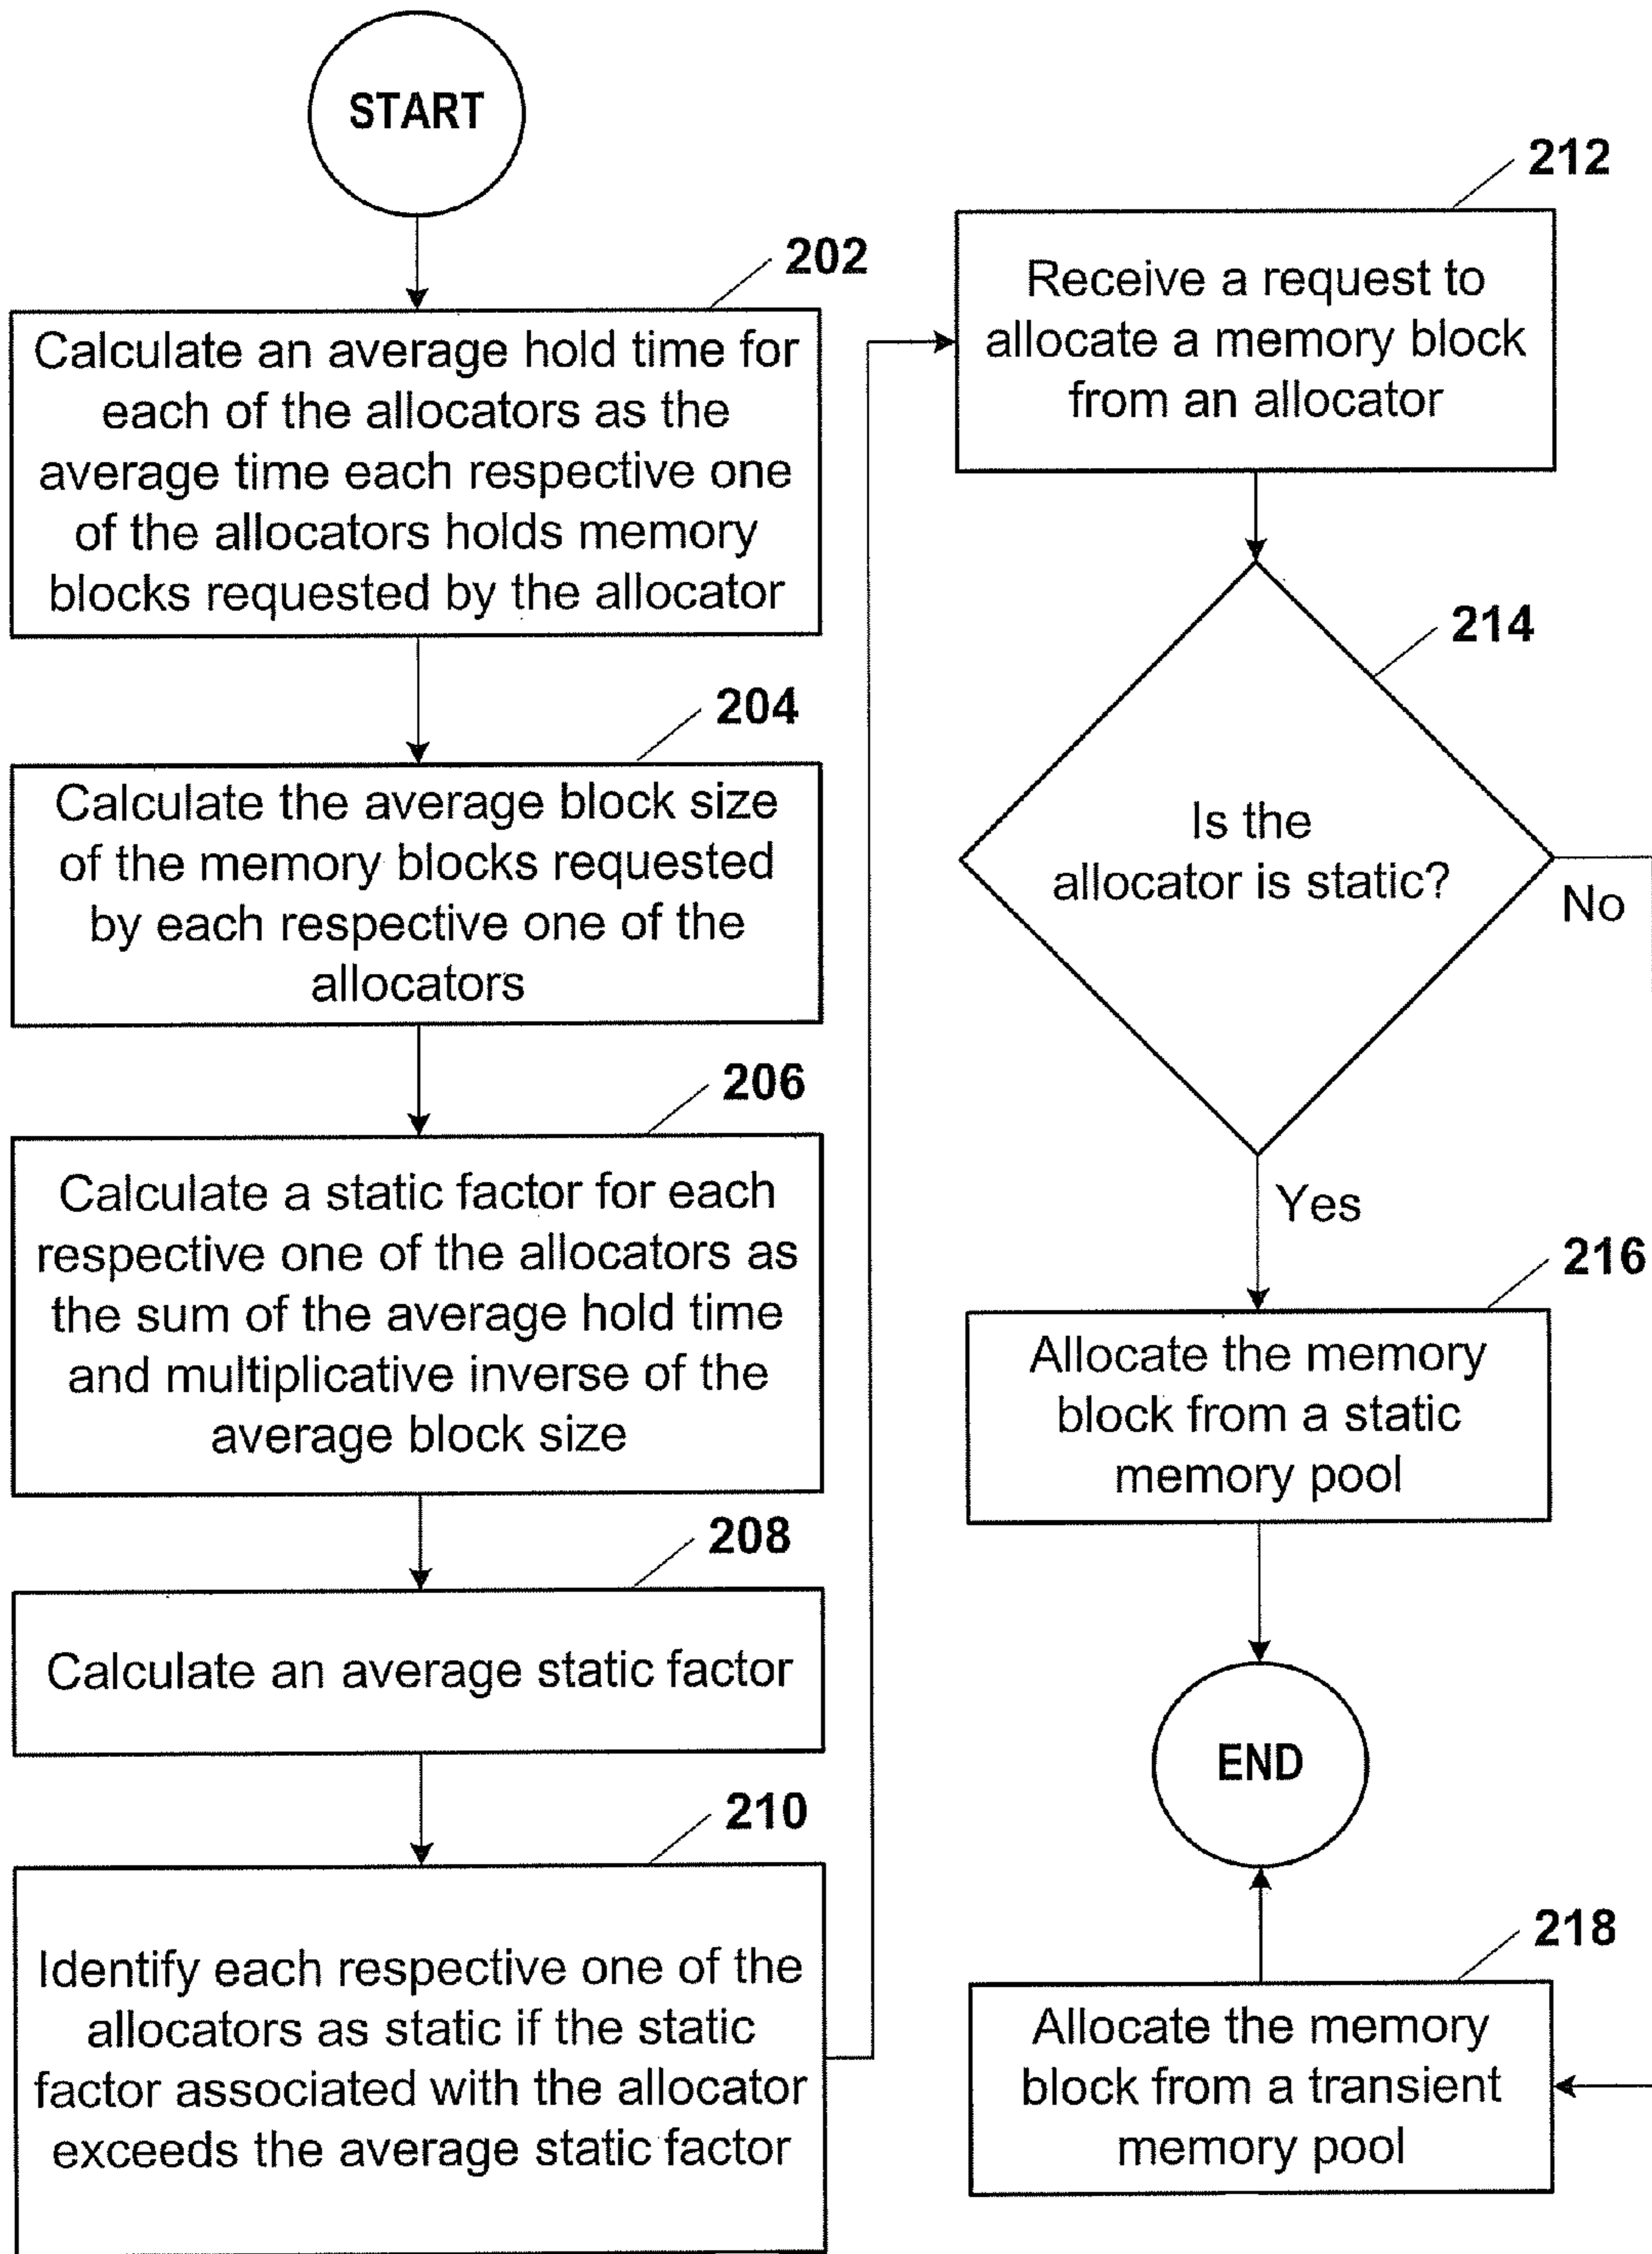 START
202
Calculate an average hold time for
each of the allocators as the
average time each respective one
of the allocators holds memory
blocks requested by the allocator
204
Calculate the average block size
of the memory blocks requested
by each respective one of the
allocators
206
Calculate a static factor for each
respective one of the allocators as
the sum of the average hold time
and multiplicative inverse of the
average block size
208
Calculate an average static factor
210
Identify each respective one of the
allocators as static if the static
factor associated with the allocator
exceeds the average static factor
212
Receive a request to
allocate a memory block
from an allocator
214
Is the
allocator is static?
No
Yes
216
Allocate the memory
block from a static
memory pool
END
218
Allocate the memory
block from a transient
memory pool